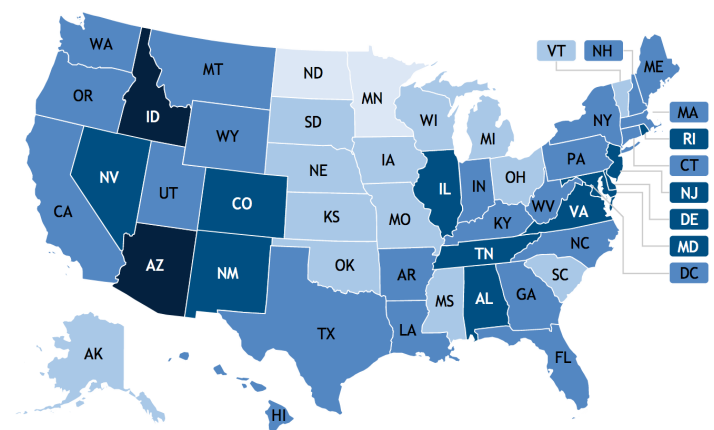 VT
NH
WA
ME
MT
ND
OR
MN
ID
MA
SD
WI
NY
WY
MI
RI
IA
PA
CT
NE
OH
NV
IL
IN
NJ
UT
CO
WV
CA
KS
MO
VA
DE
KY
NC
MD
TN
AZ
NM
OK
AR
DC
SC
MS
AL
GA
TX
LA
AK
FL
HI